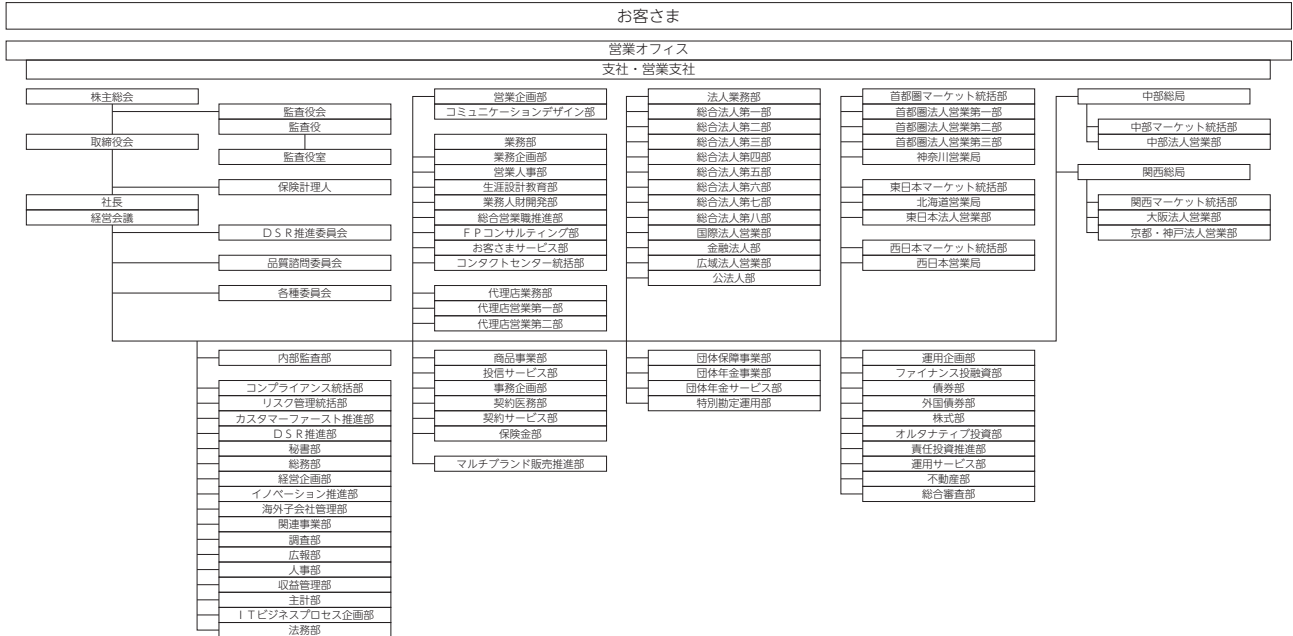 お客さま
営業オフィス
支社・営業支社
株主総会
監査役会
監査役
取締役会
監査役室
保険計理人
社長
経営会議
ＤＳＲ推進委員会
品質諮問委員会
各種委員会
営業企画部
コミュニケーションデザイン部
業務部
業務企画部
営業人事部
生涯設計教育部
業務人財開発部
総合営業職推進部
ＦＰコンサルティング部
お客さまサービス部
コンタクトセンター統括部
代理店業務部
代理店営業第一部
代理店営業第二部
法人業務部
総合法人第一部
総合法人第二部
総合法人第三部
総合法人第四部
総合法人第五部
総合法人第六部
総合法人第七部
総合法人第八部
国際法人営業部
金融法人部
広域法人営業部
公法人部
首都圏マーケット統括部
首都圏法人営業第一部
首都圏法人営業第二部
首都圏法人営業第三部
神奈川営業局
東日本マーケット統括部
北海道営業局
東日本法人営業部
西日本マーケット統括部
西日本営業局
中部総局
中部マーケット統括部
中部法人営業部
関西総局
関西マーケット統括部
大阪法人営業部
京都・神戸法人営業部
内部監査部
コンプライアンス統括部
リスク管理統括部
カスタマーファースト推進部
ＤＳＲ推進部
秘書部
総務部
経営企画部
イノベーション推進部
海外子会社管理部
関連事業部
調査部
広報部
人事部
収益管理部
主計部
ＩＴビジネスプロセス企画部
法務部
商品事業部
投信サービス部
事務企画部
契約医務部
契約サービス部
保険金部
マルチブランド販売推進部
団体保障事業部
団体年金事業部
団体年金サービス部
特別勘定運用部
運用企画部
ファイナンス投融資部
債券部
外国債券部
株式部
オルタナティブ投資部
責任投資推進部
運用サービス部
不動産部
総合審査部